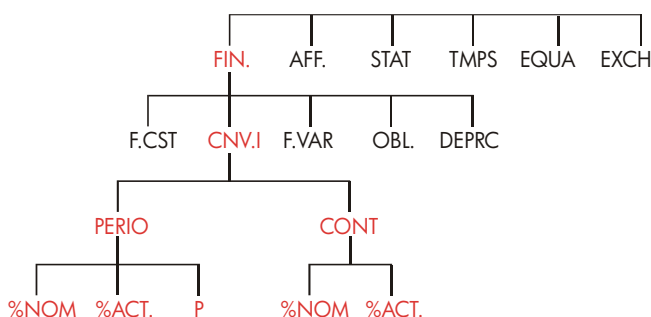 FIN. AFF. STAT TMPS EQUA EXCH
F.CST CNV.I F.VAR OBL. DEPRC
PERIO CONT
%NOM %ACT. P %NOM %ACT.